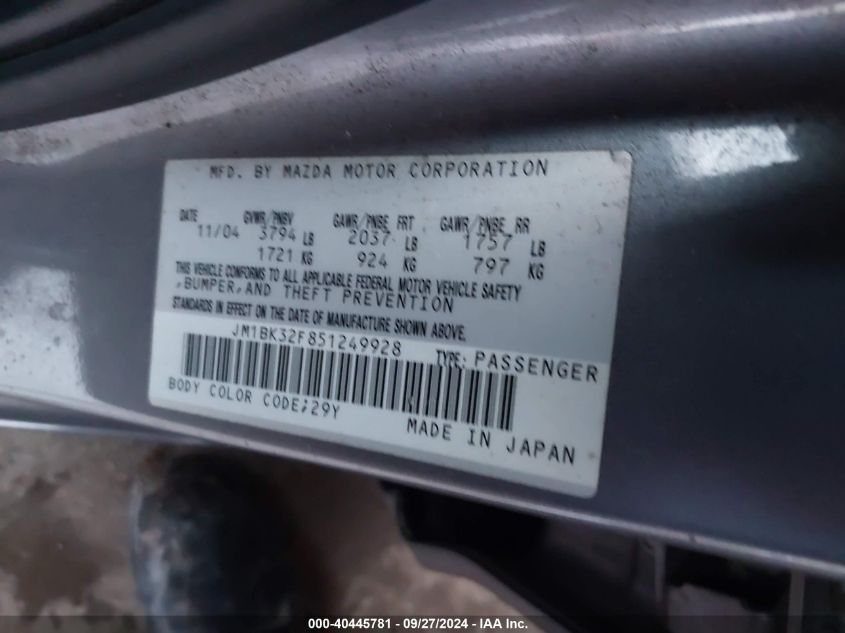 MFD. BY MAZDA MOTOR CORPORATION
DATE GVWR/PNBV GAWR/PNBE FRT GAWR/PNBE RR
11/04 3794 LB 2037 LB 1757 LB
1721 KG 924 KG 797 KG
THIS VEHICLE CONFORMS TO ALL APPLICABLE FEDERAL MOTOR VEHICLE SAFETY
,BUMPER,AND THEFT PREVENTION
STANDARDS IN EFFECT ON THE DATE OF MANUFACTURE SHOWN ABOVE.
JM1BK32F851249928 TYPE: PASSENGER
BODY COLOR CODE;29Y
MADE IN JAPAN
000-40445781 - 09/27/2024 - IAA Inc.